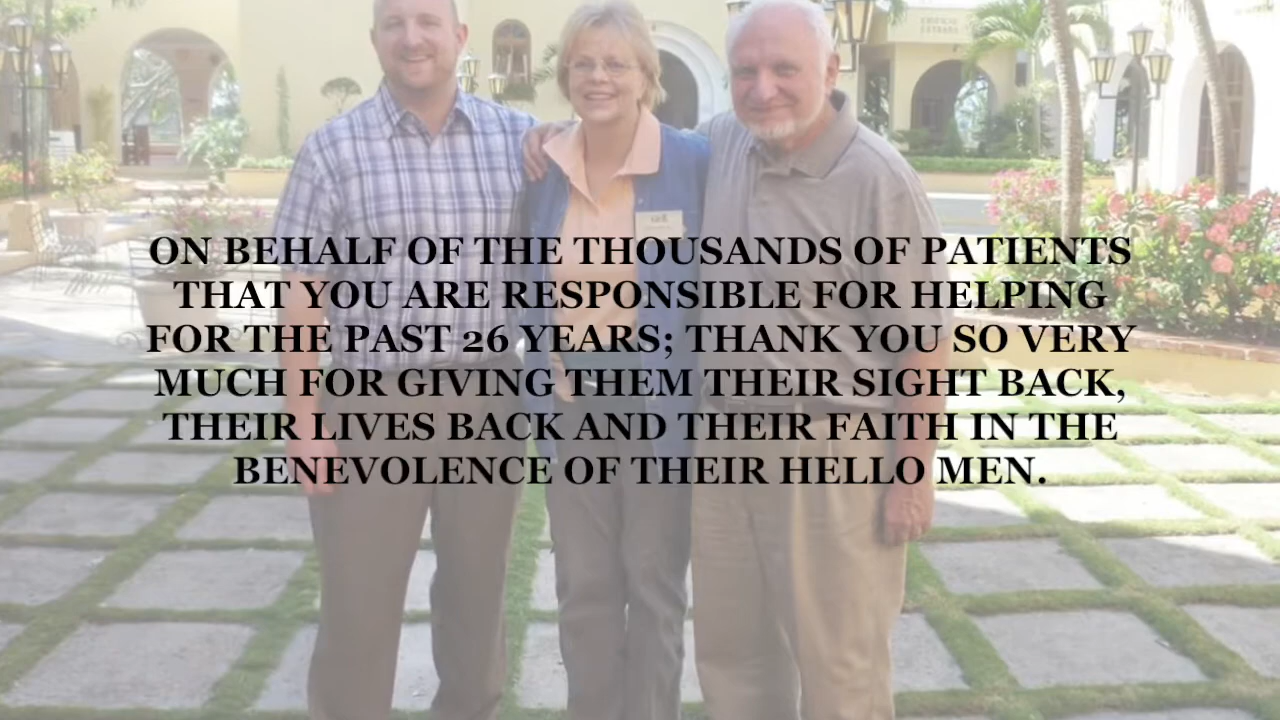 ON BEHALF OF THE THOUSANDS OF PATIENTS
THAT YOU ARE RESPONSIBLE FOR HELPING
FOR THE PAST 26 YEARS; THANK YOU SO VERY
MUCH FOR GIVING THEM THEIR SIGHT BACK,
THEIR LIVES BACK AND THEIR FAITH IN THE
BENEVOLENCE OF THEIR HELLO MEN.